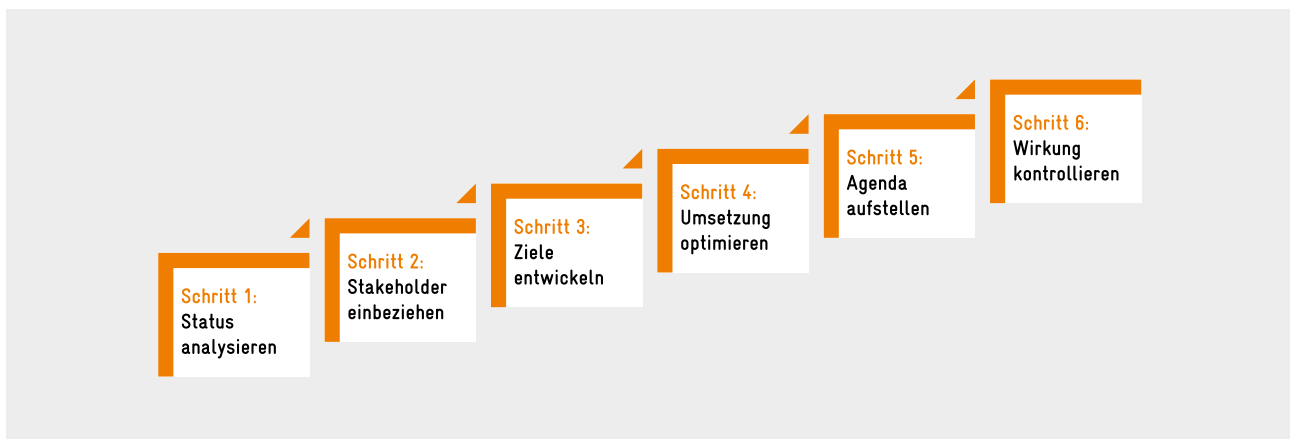 Schritt 1:
Status
analysieren
Schritt 2:
Stakeholder
einbeziehen
Schritt 3:
Ziele
entwickeln
Schritt 4:
Umsetzung
optimieren
Schritt 5:
Agenda
aufstellen
Schritt 6:
Wirkung
kontrollieren